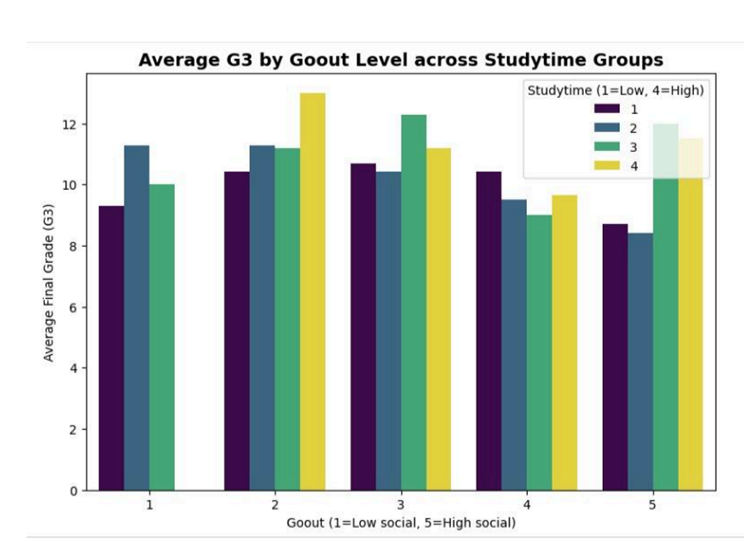 Average G3 by Goout Level across Studytime Groups
Studytime (1=Low, 4=High)
1
2
3
4
Average Final Grade (G3)
12
10
8
6
4
2
0
1 2 3 4 5
Goout (1=Low social, 5=High social)